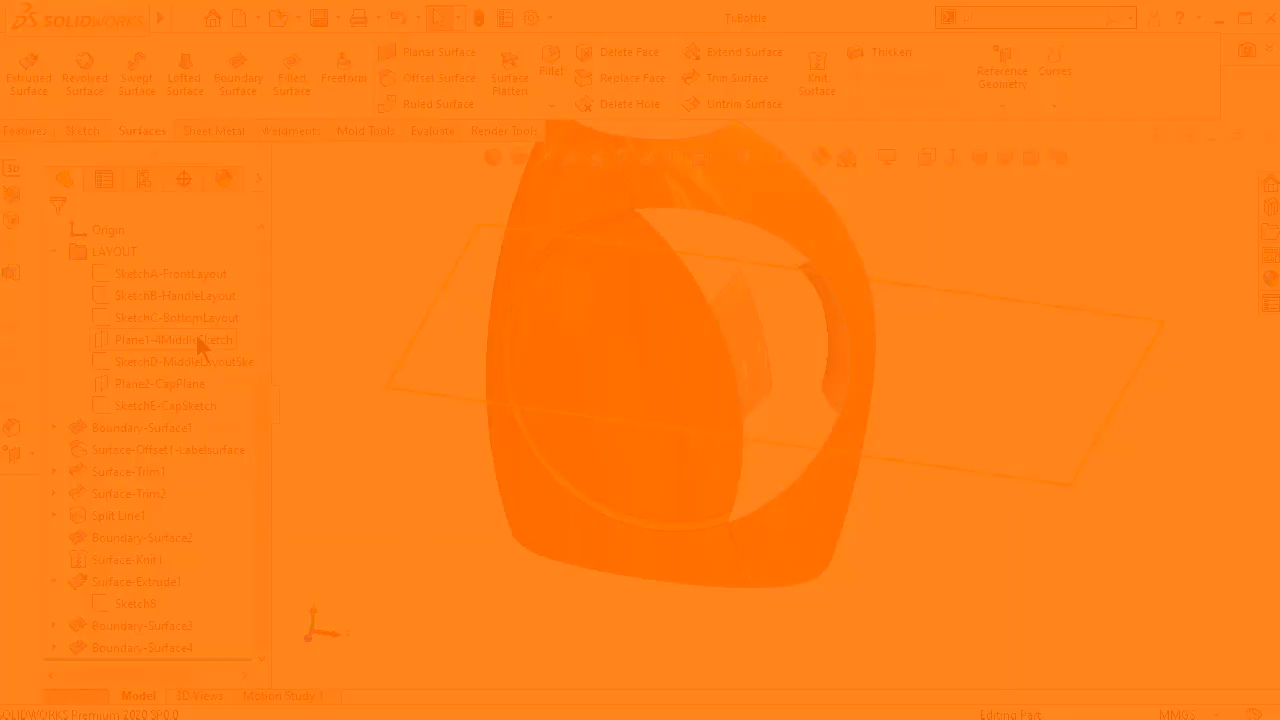 SOLIDWORKS
Ti.Bottle
Extruded Surface
Revolved Surface
Swept Surface
Lofted Surface
Boundary Surface
Filled Surface
Freeform
Planar Surface
Offset Surface
Ruled Surface
Surface Flatten
Fillet
Delete Face
Replace Face
Delete Hole
Extend Surface
Trim Surface
Untrim Surface
Knit Surface
Thicken
Reference Geometry
Curves
Features
Sketch
Surfaces
Sheet Metal
Weldments
Mold Tools
Evaluate
Render Tools
3D
Origin
LAYOUT
SketchA-FrontLayout
SketchB-HandleLayout
SketchC-BottomLayout
Plane1-4MiddleSketch
SketchD-MiddleLayoutSke
Plane2-CapPlane
SketchE-CapSketch
Boundary-Surface1
Surface-Offset1-Labelsurface
Surface-Trim1
Surface-Trim2
Split Line1
Boundary-Surface2
Surface-Knit1
Surface-Extrude1
Sketch8
Boundary-Surface3
Boundary-Surface4
Model
3D Views
Motion Study 1
SOLIDWORKS Premium 2020 SP0.0
Editing Part
MMGS